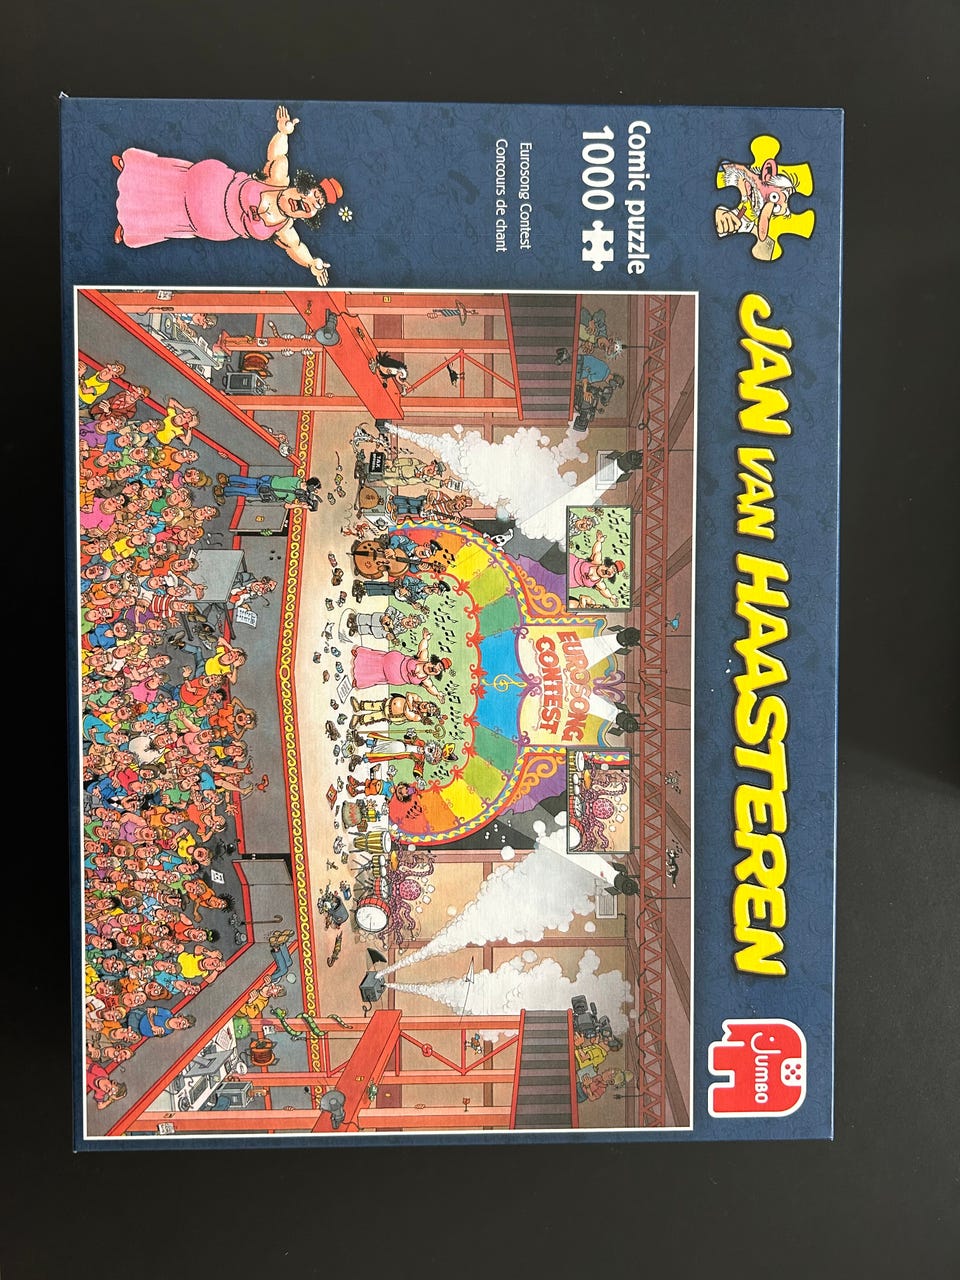 JAN VAN HAASTEREN
Jumbo
Comic puzzle
1000
Eurosong Contest
Concours de chant
EUROSONG
CONTEST